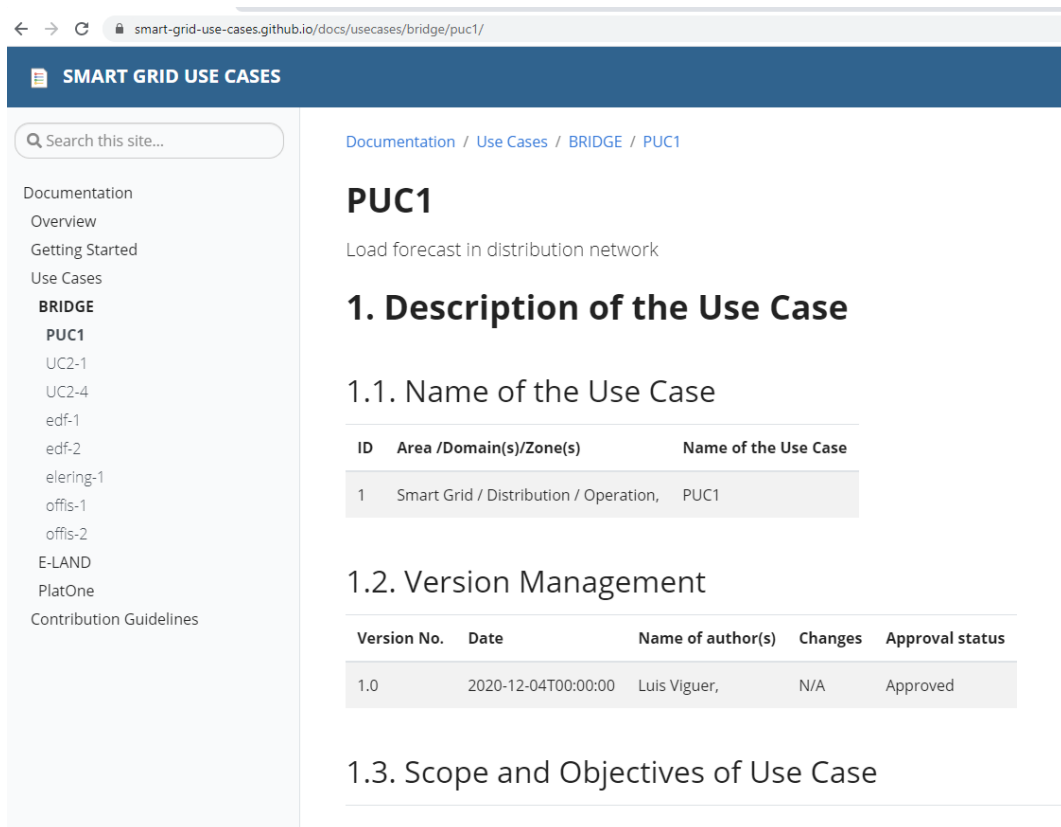 smart-grid-use-cases.github.io/docs/usecases/bridge/puc1/
SMART GRID USE CASES
Search this site...
Documentation
Overview
Getting Started
Use Cases
BRIDGE
PUC1
UC2-1
UC2-4
edf-1
edf-2
elering-1
offis-1
offis-2
E-LAND
PlatOne
Contribution Guidelines
Documentation / Use Cases / BRIDGE / PUC1
PUC1
Load forecast in distribution network
1. Description of the Use Case
1.1. Name of the Use Case
ID Area /Domain(s)/Zone(s) Name of the Use Case
1 Smart Grid / Distribution / Operation, PUC1
1.2. Version Management
Version No. Date Name of author(s) Changes Approval status
1.0 2020-12-04T00:00:00 Luis Viguer, N/A Approved
1.3. Scope and Objectives of Use Case